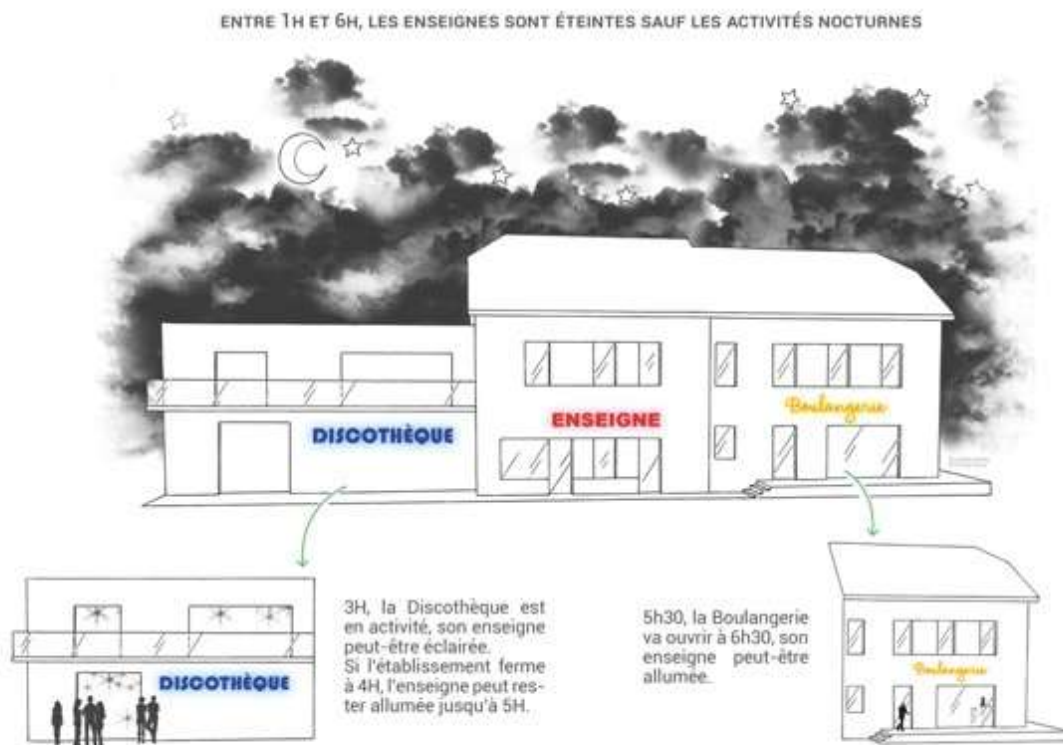 ENTRE 1H ET 6H, LES ENSEIGNES SONT ÉTEINTES SAUF LES ACTIVITÉS NOCTURNES
DISCOTHÈQUE
ENSEIGNE
Boulangerie
3H, la Discothèque est
en activité, son enseigne
peut-être éclairée.
Si l'établissement ferme
à 4H, l'enseigne peut res-
ter allumée jusqu'à 5H.
DISCOTHÈQUE
5h30, la Boulangerie
va ouvrir à 6h30, son
enseigne peut-être
allumée.
Boulangerie